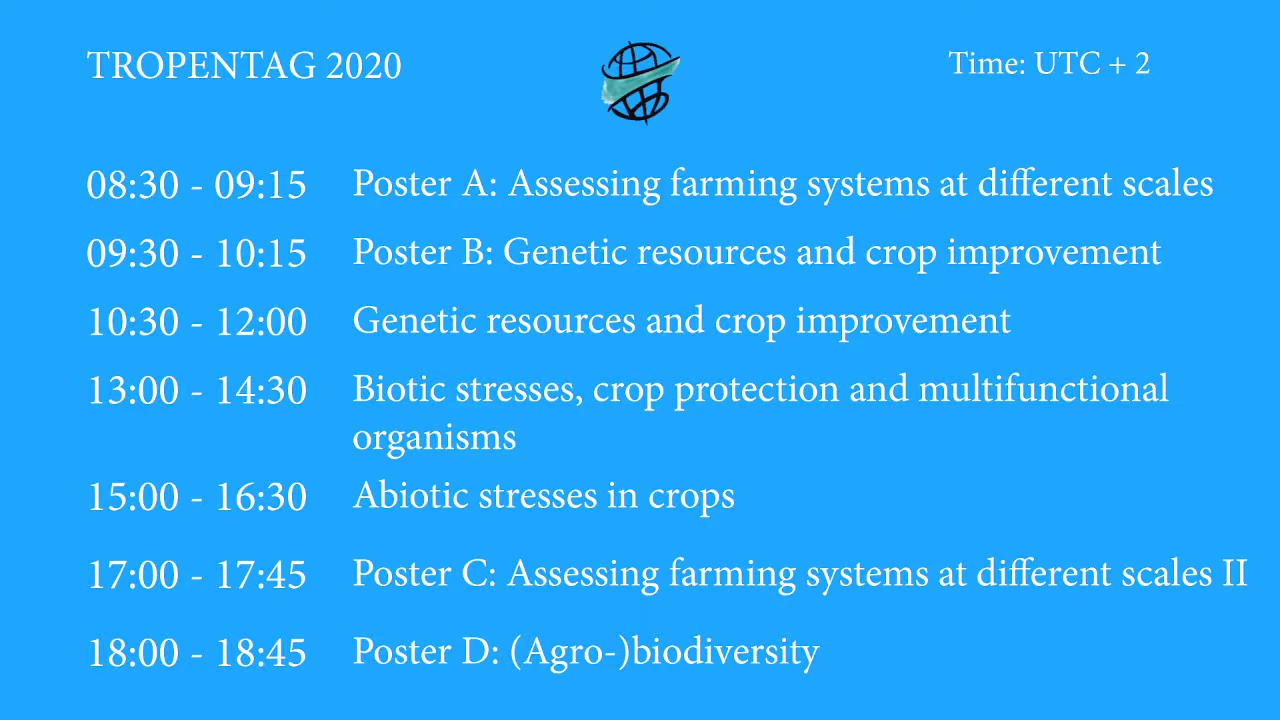 TROPENTAG 2020
Time: UTC + 2
08:30 - 09:15 Poster A: Assessing farming systems at different scales
09:30 - 10:15 Poster B: Genetic resources and crop improvement
10:30 - 12:00 Genetic resources and crop improvement
13:00 - 14:30 Biotic stresses, crop protection and multifunctional
organisms
15:00 - 16:30 Abiotic stresses in crops
17:00 - 17:45 Poster C: Assessing farming systems at different scales II
18:00 - 18:45 Poster D: (Agro-)biodiversity